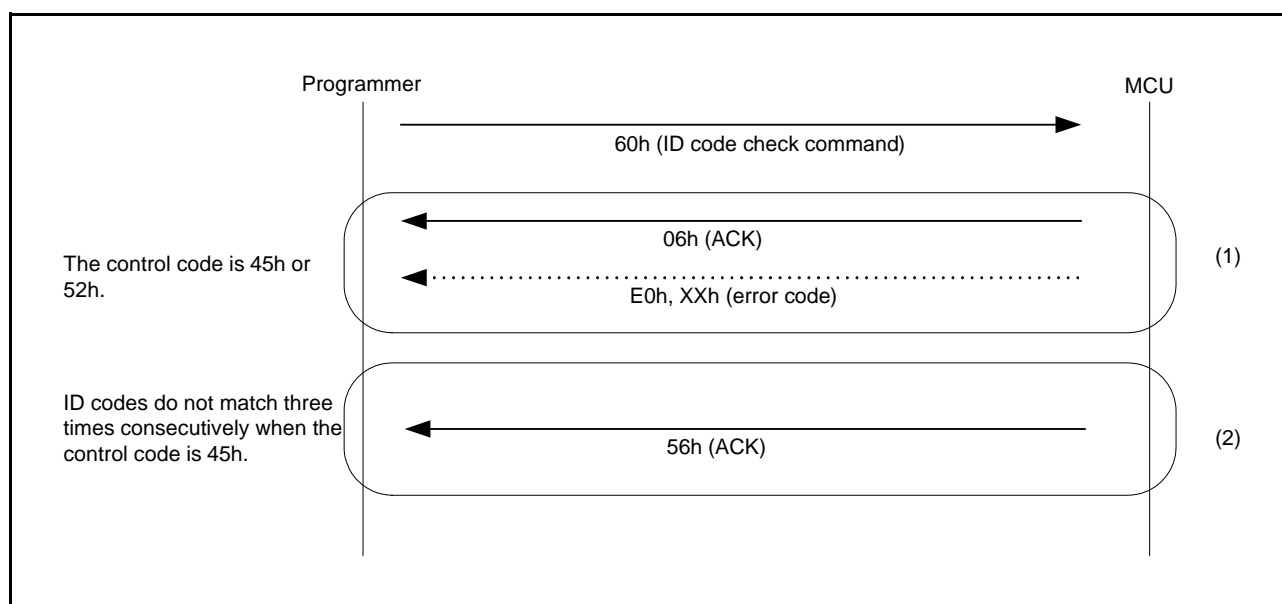 Programmer
MCU
60h (ID code check command)
06h (ACK)
The control code is 45h or
52h.
(1)
E0h, XXh (error code)
ID codes do not match three
times consecutively when the
control code is 45h.
56h (ACK)
(2)